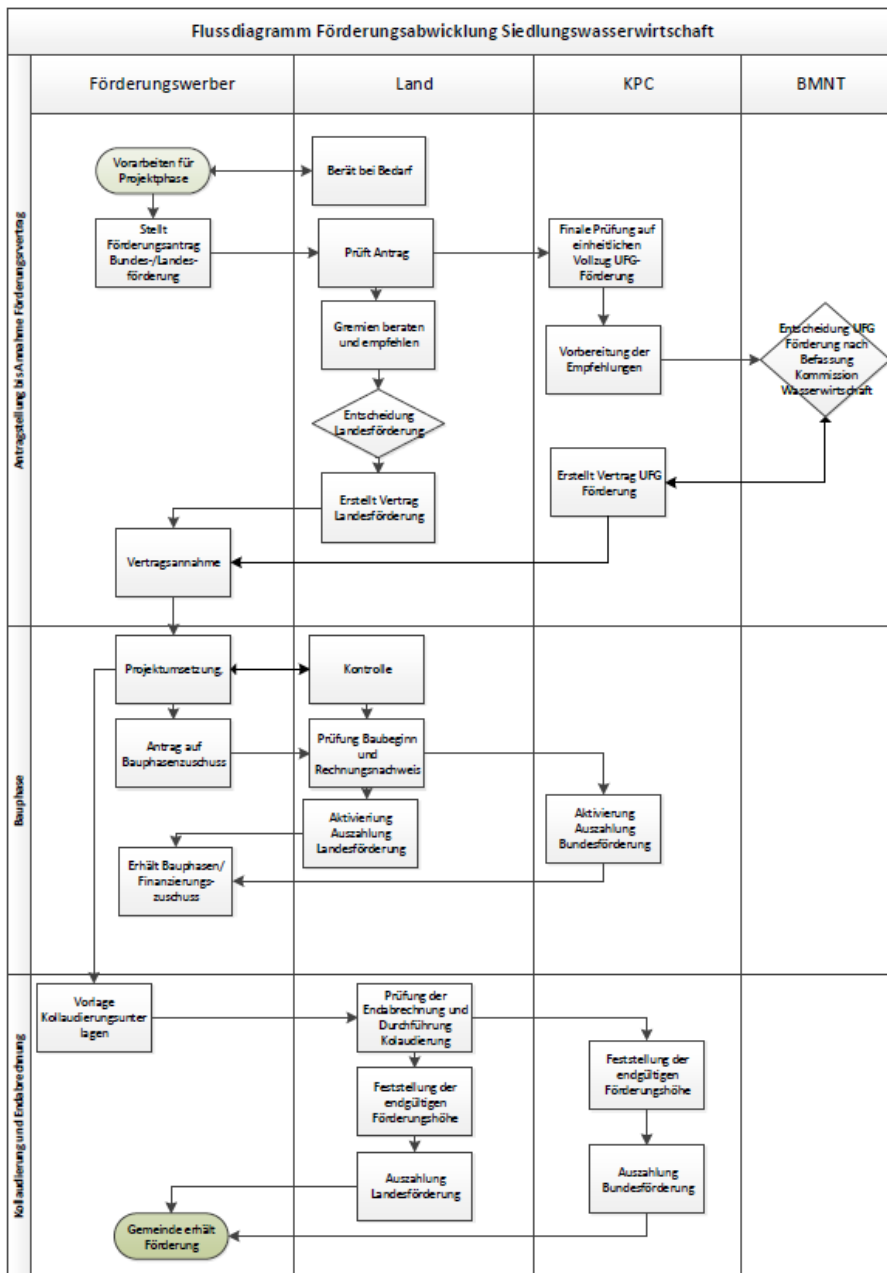 Flussdiagramm Förderungsabwicklung Siedlungswasserwirtschaft
Förderungswerber
Land
KPC
BMNT
Antragstellung bis Annahme Förderungsvertrag
Vorarbeiten für
Projektphase
Berät bei Bedarf
Stellt
Förderungsantrag
Bundes-/Landes-
förderung
Prüft Antrag
Finale Prüfung auf
einheitlichen
Vollzug UFG-
Förderung
Gremien beraten
und empfehlen
Vorbereitung der
Empfehlungen
Entscheidung UFG
Förderung nach
Befassung
Kommission
Wasserwirtschaft
Entscheidung
Landesförderung
Erstellt Vertrag
Landesförderung
Erstellt Vertrag UFG
Förderung
Vertragsannahme
Bauphase
Projektumsetzung,
Kontrolle
Antrag auf
Bauphasenzuschuss
Prüfung Baubeginn
und
Rechnungsnachweis
Aktivieriung
Auszahlung
Landesförderung
Aktivierung
Auszahlung
Bundesförderung
Erhält Bauphasen/
Finanzierungs-
zuschuss
Kollaudierung und Endabrechnung
Vorlage
Kollaudierungsunter
lagen
Prüfung der
Endabrechnung und
Durchführung
Kolaudierung
Feststellung der
endgültigen
Förderungshöhe
Feststellung der
endgültigen
Förderungshöhe
Auszahlung
Landesförderung
Auszahlung
Bundesförderung
Gemeinde erhält
Förderung